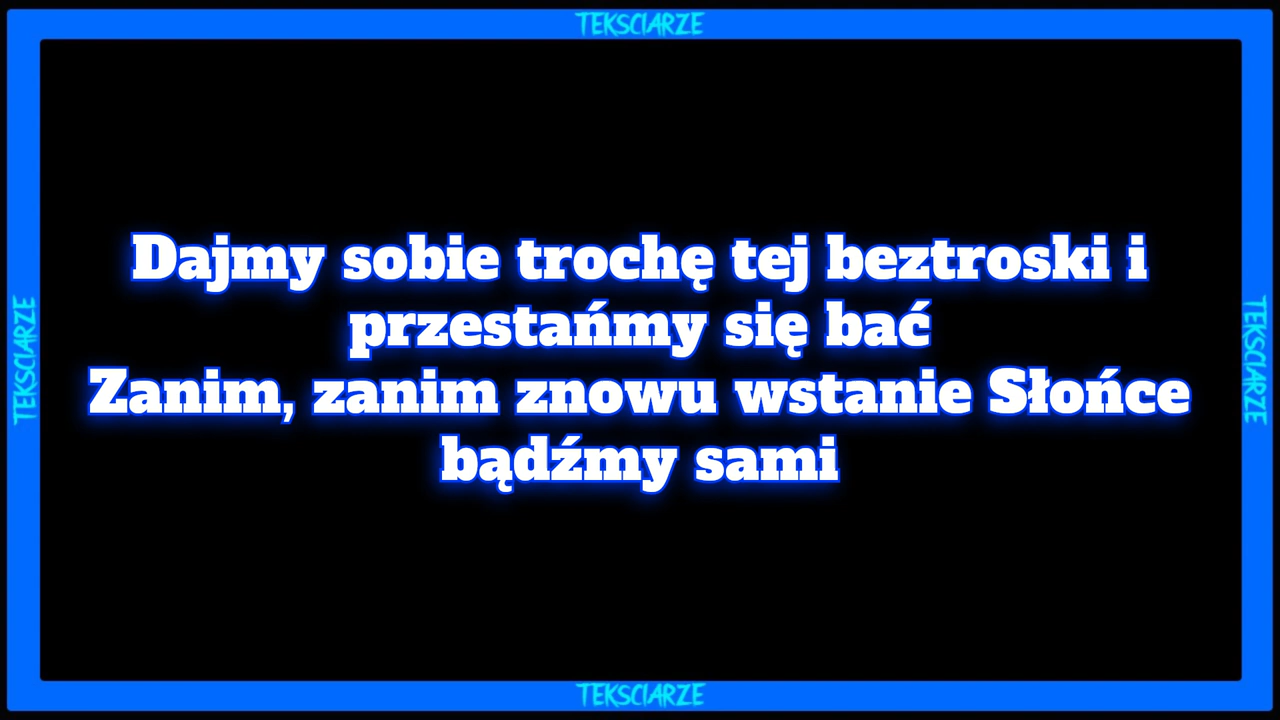 TEKSCIARZE
Dajmy sobie trochę tej beztroski i
przestańmy się bać
Zanim, zanim znowu wstanie Słońce
bądźmy sami
TEKSCIARZE
TEKSCIARZE
TEKSCIARZE